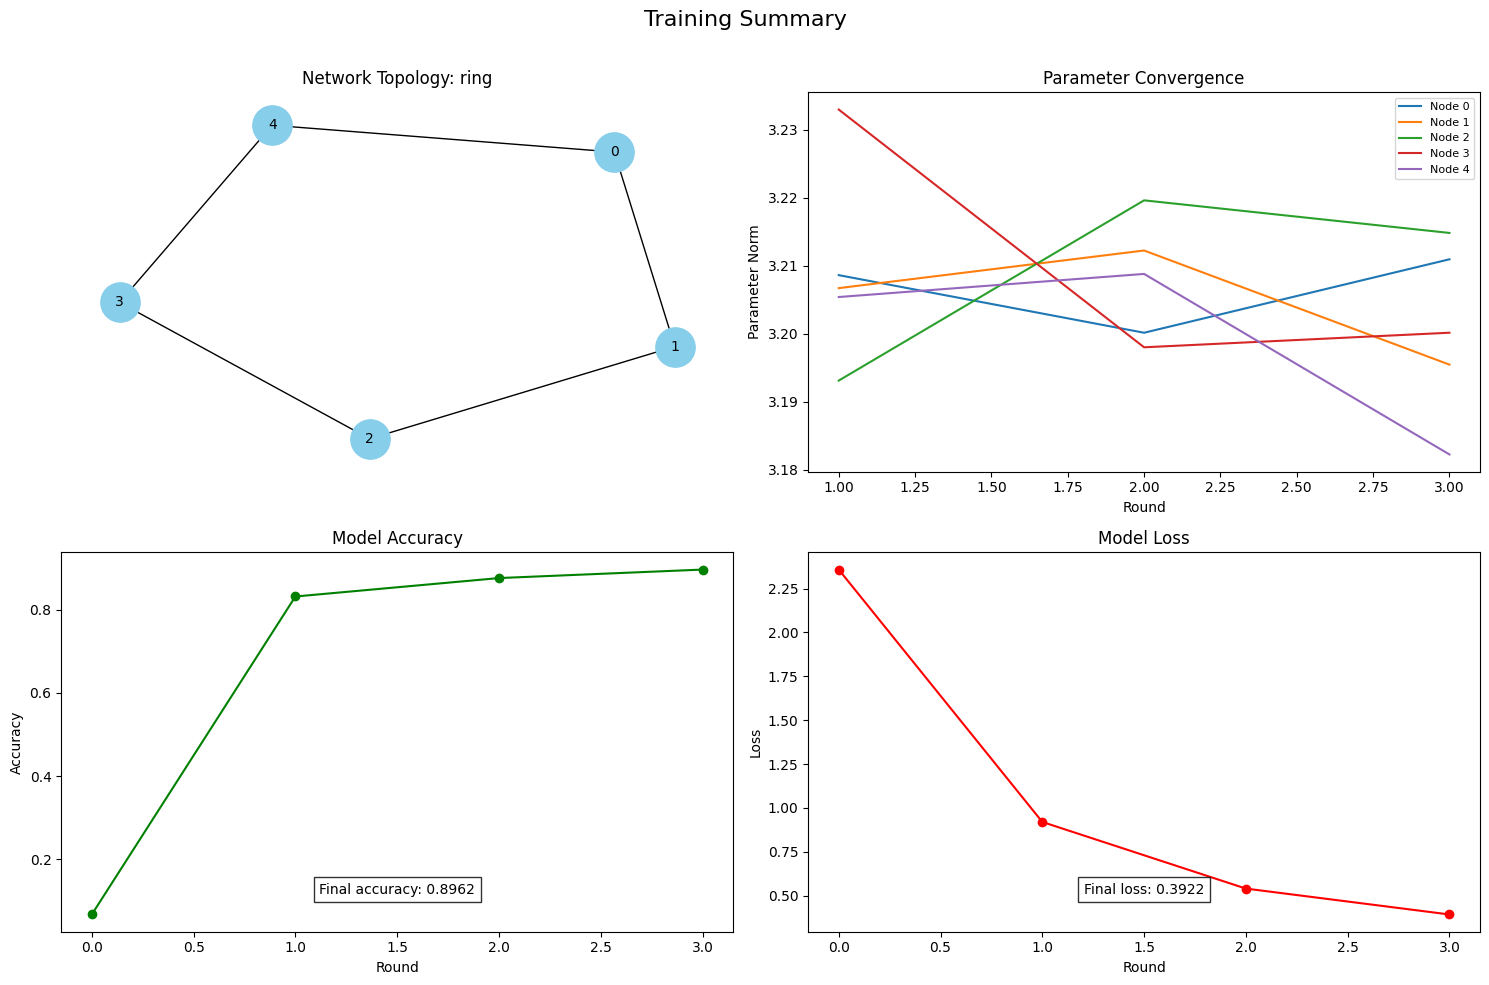 Training Summary
Network Topology: ring
4
0
3
1
2
Parameter Convergence
Node 0
Node 1
Node 2
Node 3
Node 4
3.23
3.22
3.21
3.20
3.19
3.18
Parameter Norm
1.00 1.25 1.50 1.75 2.00 2.25 2.50 2.75 3.00
Round
Model Accuracy
0.8
0.6
0.4
0.2
Accuracy
Final accuracy: 0.8962
0.0 0.5 1.0 1.5 2.0 2.5 3.0
Round
Model Loss
2.25
2.00
1.75
1.50
1.25
1.00
0.75
0.50
Loss
Final loss: 0.3922
0.0 0.5 1.0 1.5 2.0 2.5 3.0
Round